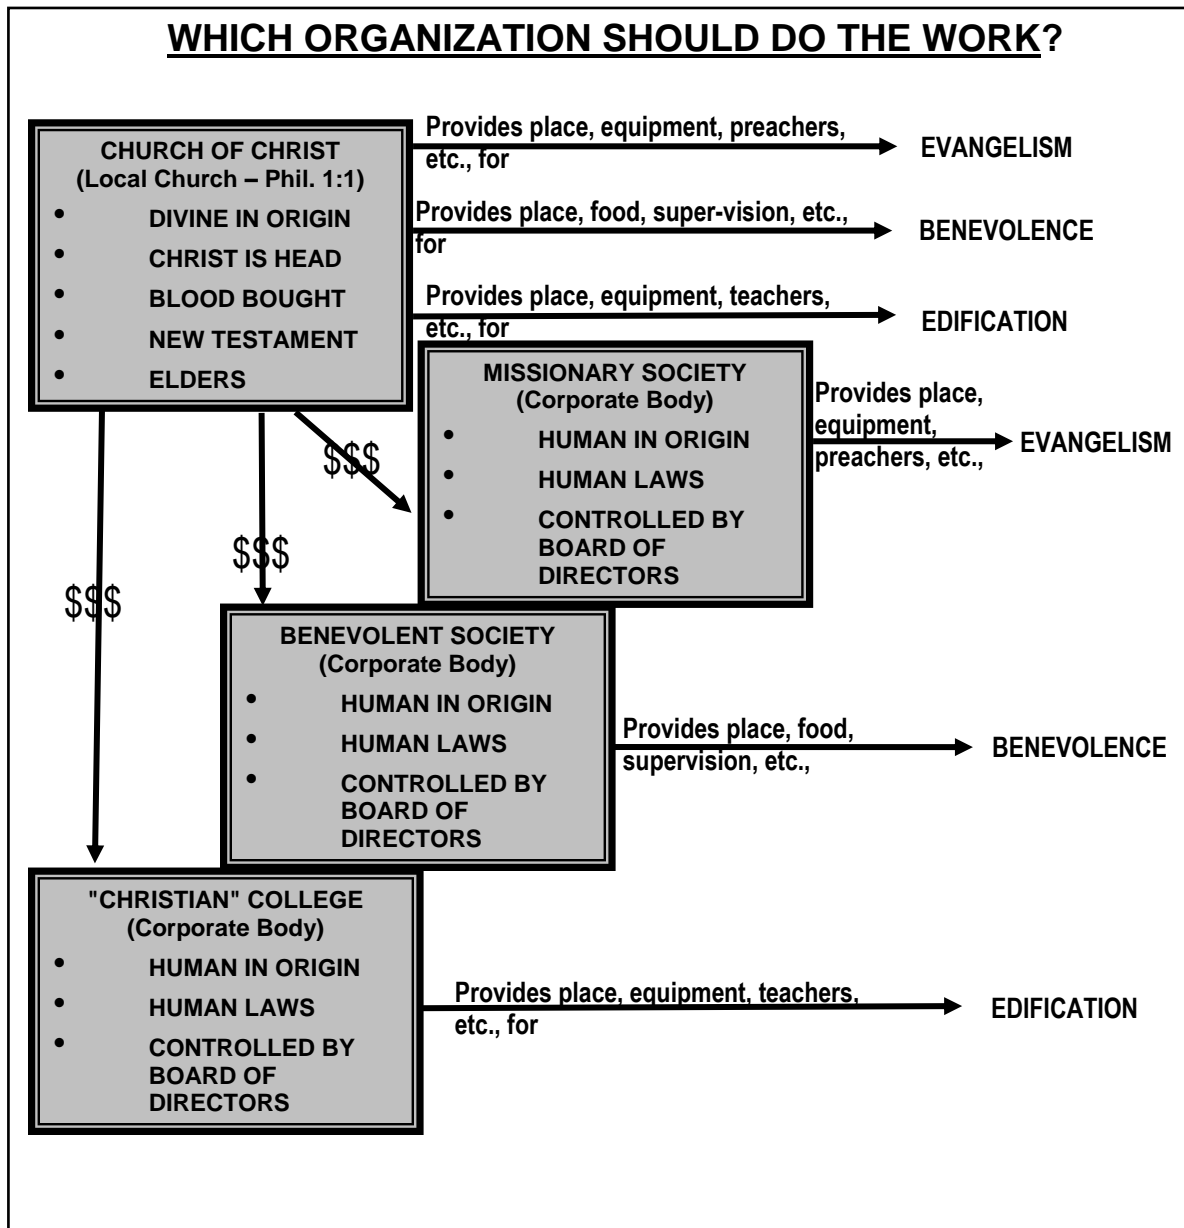 WHICH ORGANIZATION SHOULD DO THE WORK?
CHURCH OF CHRIST
(Local Church – Phil. 1:1)
• DIVINE IN ORIGIN
• CHRIST IS HEAD
• BLOOD BOUGHT
• NEW TESTAMENT
• ELDERS
Provides place, equipment, preachers,
etc., for
EVANGELISM
Provides place, food, super-vision, etc.,
for
BENEVOLENCE
Provides place, equipment, teachers,
etc., for
EDIFICATION
$$$
$$$
$$$
MISSIONARY SOCIETY
(Corporate Body)
• HUMAN IN ORIGIN
• HUMAN LAWS
• CONTROLLED BY
BOARD OF
DIRECTORS
Provides place,
equipment,
preachers, etc.,
EVANGELISM
BENEVOLENT SOCIETY
(Corporate Body)
• HUMAN IN ORIGIN
• HUMAN LAWS
• CONTROLLED BY
BOARD OF
DIRECTORS
Provides place, food,
supervision, etc.,
BENEVOLENCE
"CHRISTIAN" COLLEGE
(Corporate Body)
• HUMAN IN ORIGIN
• HUMAN LAWS
• CONTROLLED BY
BOARD OF
DIRECTORS
Provides place, equipment, teachers,
etc., for
EDIFICATION